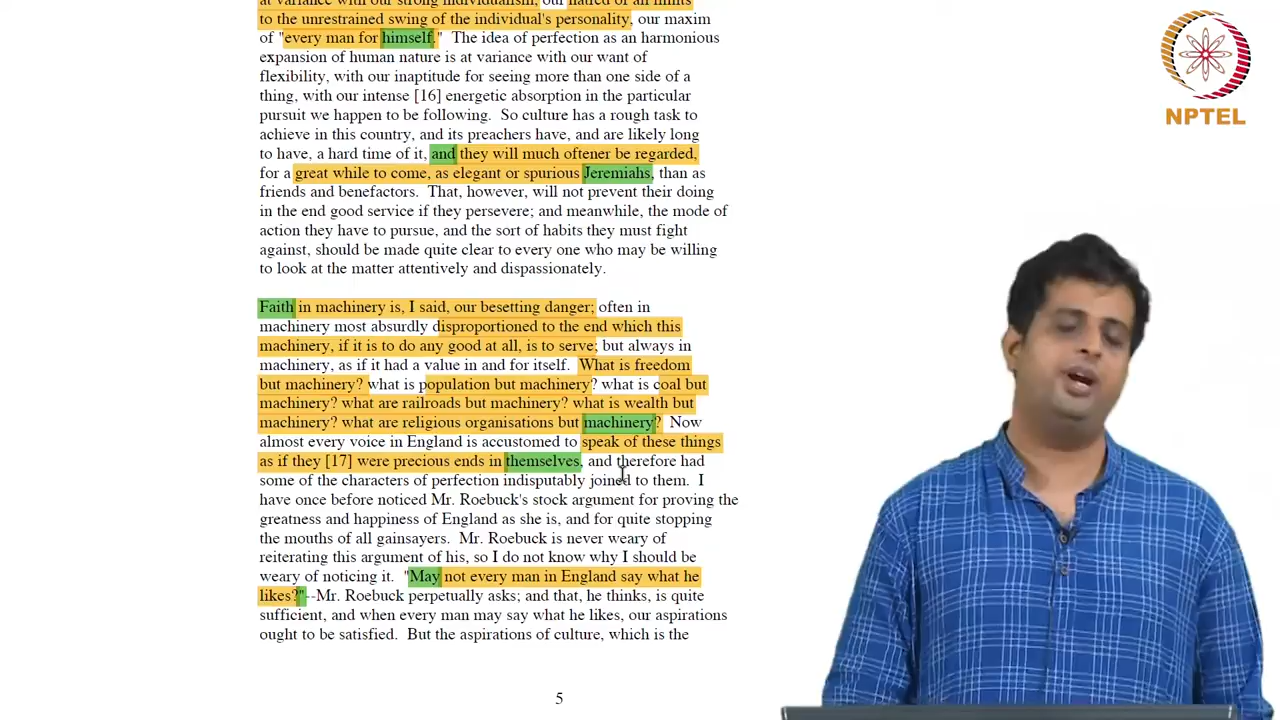 at variance with our strong individualism, our hatred of all limits
to the unrestrained swing of the individual's personality, our maxim
of "every man for himself." The idea of perfection as an harmonious
expansion of human nature is at variance with our want of
flexibility, with our inaptitude for seeing more than one side of a
thing, with our intense [16] energetic absorption in the particular
pursuit we happen to be following. So culture has a rough task to
achieve in this country, and its preachers have, and are likely long
to have, a hard time of it, and they will much oftener be regarded,
for a great while to come, as elegant or spurious Jeremiahs, than as
friends and benefactors. That, however, will not prevent their doing
in the end good service if they persevere; and meanwhile, the mode of
action they have to pursue, and the sort of habits they must fight
against, should be made quite clear to every one who may be willing
to look at the matter attentively and dispassionately.
Faith in machinery is, I said, our besetting danger; often in
machinery most absurdly disproportioned to the end which this
machinery, if it is to do any good at all, is to serve; but always in
machinery, as if it had a value in and for itself. What is freedom
but machinery? what is population but machinery? what is coal but
machinery? what are railroads but machinery? what is wealth but
machinery? what are religious organisations but machinery? Now
almost every voice in England is accustomed to speak of these things
as if they [17] were precious ends in themselves, and therefore had
some of the characters of perfection indisputably joined to them. I
have once before noticed Mr. Roebuck's stock argument for proving the
greatness and happiness of England as she is, and for quite stopping
the mouths of all gainsayers. Mr. Roebuck is never weary of
reiterating this argument of his, so I do not know why I should be
weary of noticing it. "May not every man in England say what he
likes?"--Mr. Roebuck perpetually asks; and that, he thinks, is quite
sufficient, and when every man may say what he likes, our aspirations
ought to be satisfied. But the aspirations of culture, which is the
5
NPTEL